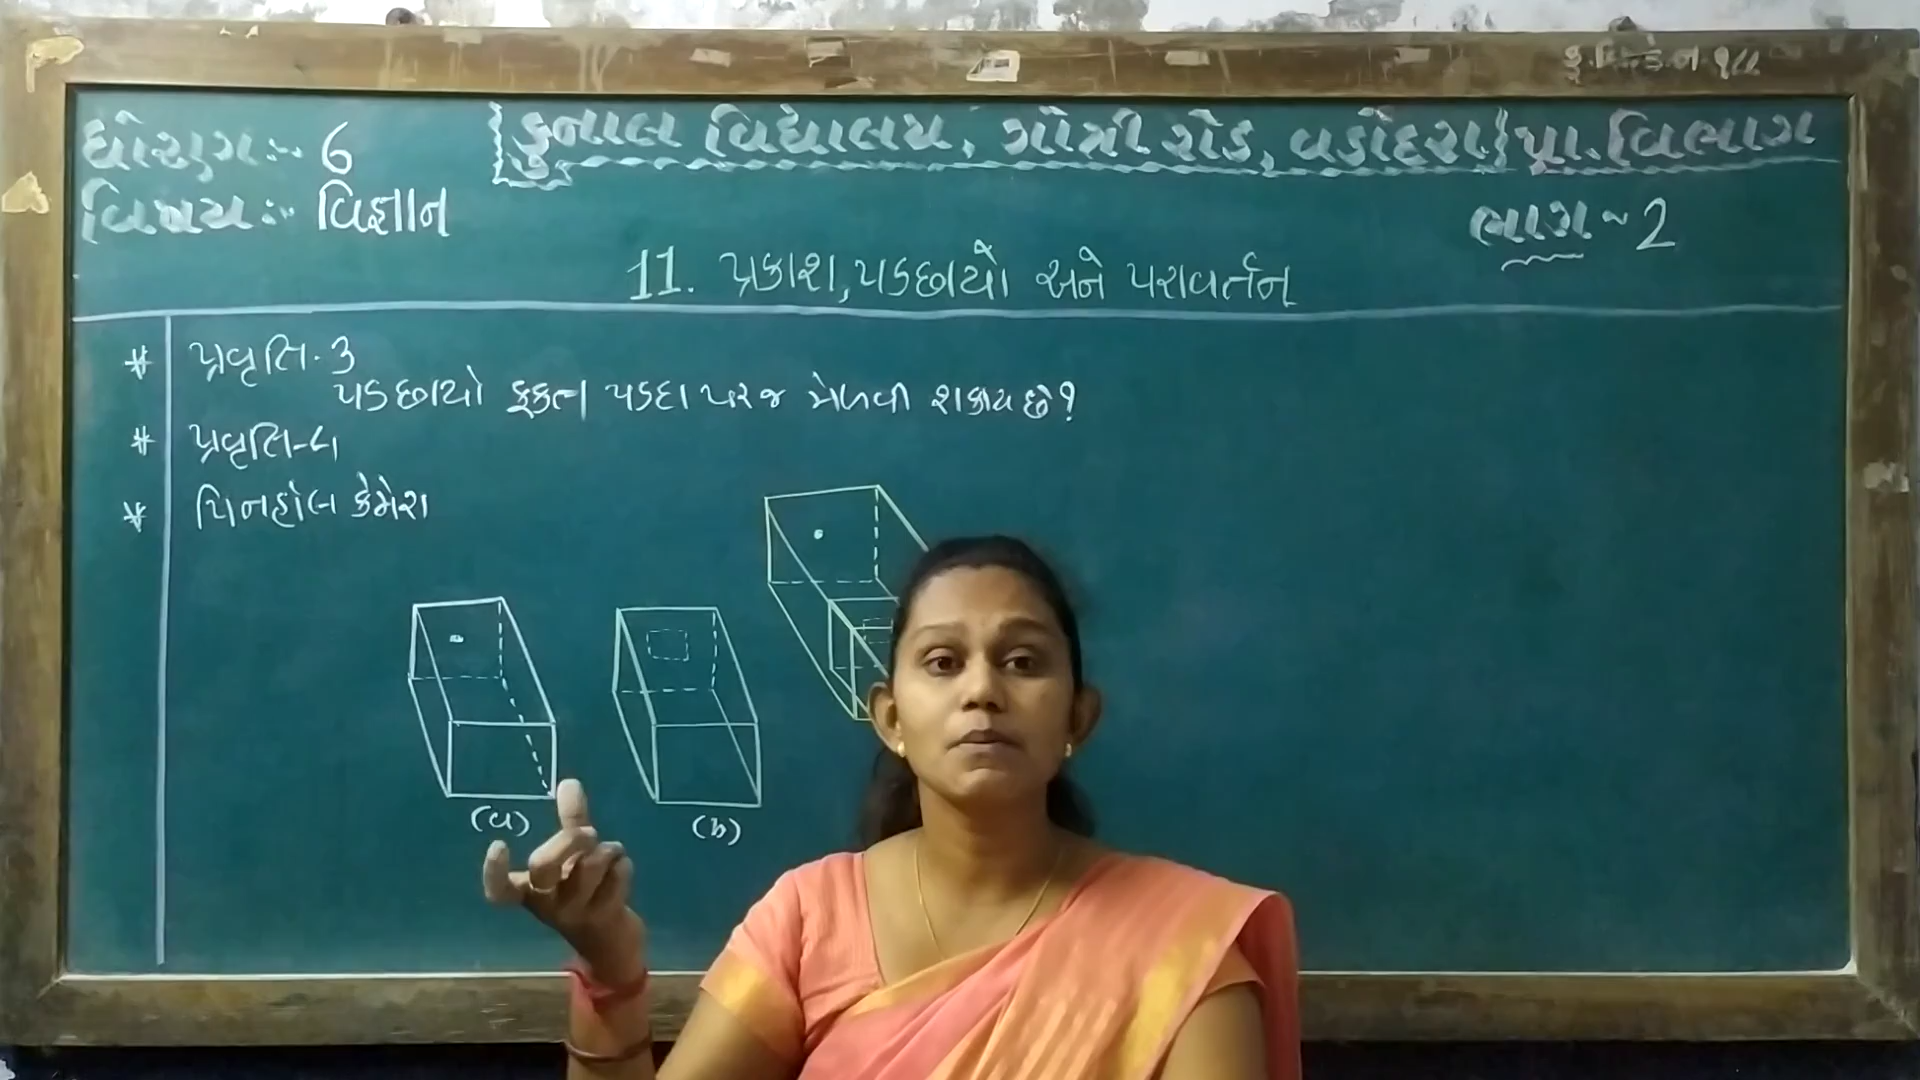 ધોરણ:- 6
કુનાલ વિદ્યાલય, ગોત્રી રોડ, વડોદરા પ્રા. વિભાગ
વિષય:- વિજ્ઞાન
ભાગ ~ 2
11. પ્રકાશ, પડછાયો અને પરાવર્તન
* પ્રવૃતિ-3
પડછાયો ફકત પડદા પર જ મેળવી શકાય છે?
* પ્રવૃતિ-4
* પિનહોલ કેમેરા
(a)
(b)